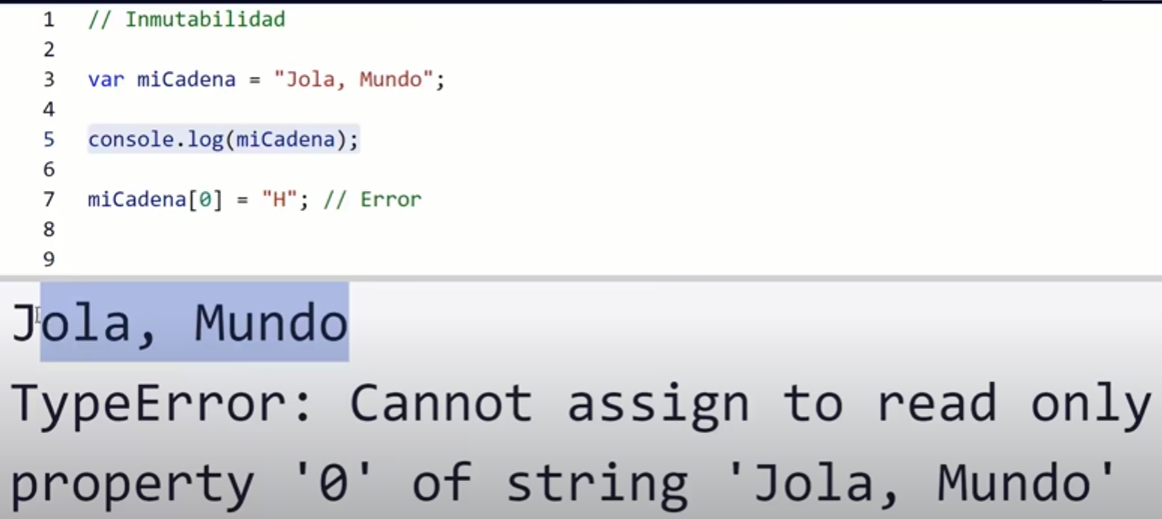 1 // Inmutabilidad
2
3 var miCadena = "Jola, Mundo";
4
5 console.log(miCadena);
6
7 miCadena[0] = "H"; // Error
8
9
Jola, Mundo
TypeError: Cannot assign to read only
property '0' of string 'Jola, Mundo'